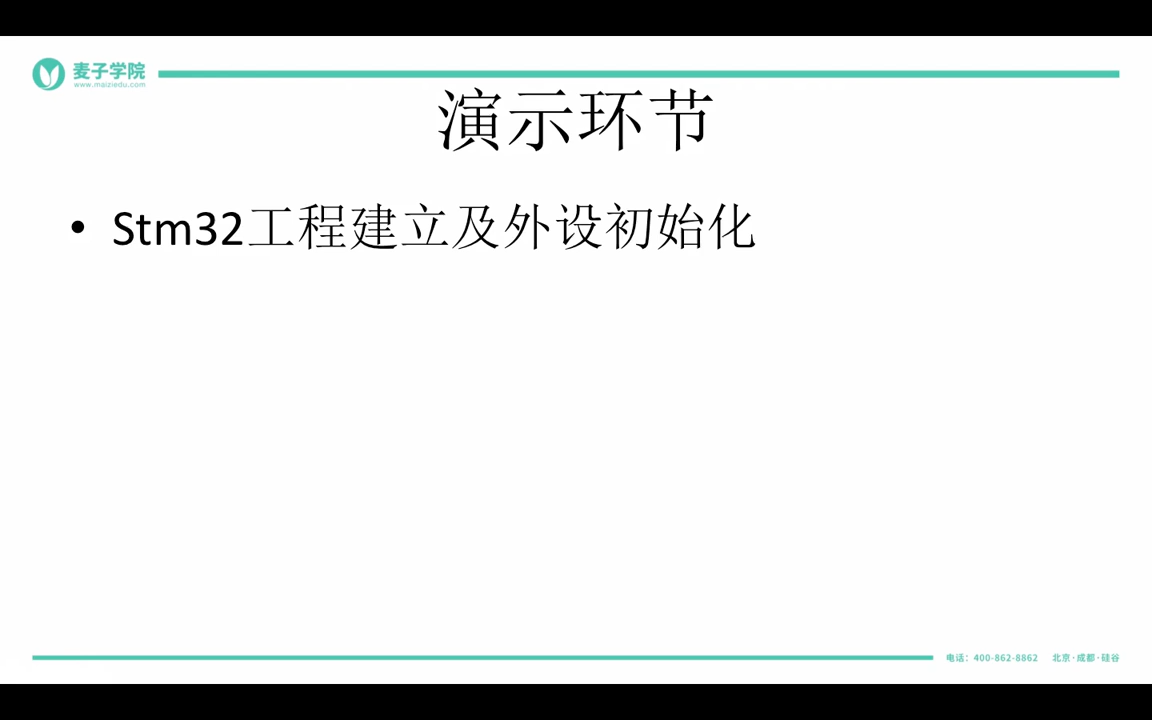 麦子学院
www.maiziedu.com
演示环节
• Stm32工程建立及外设初始化
电话：400-862-8862 北京·成都·硅谷